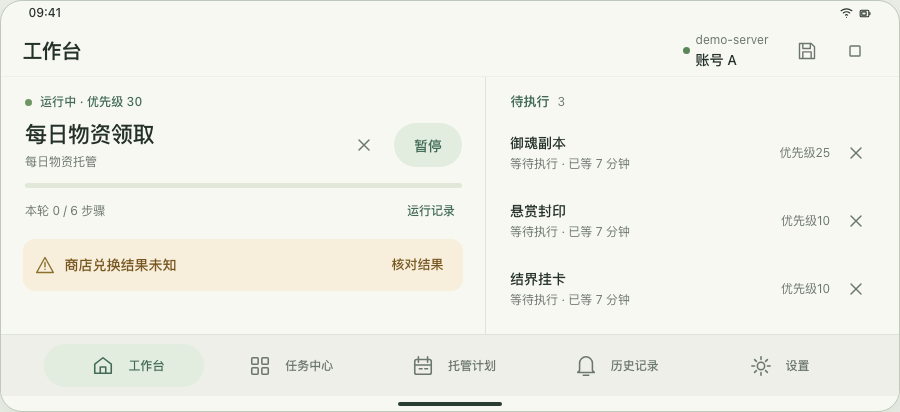 09:41
工作台
demo-server
账号 A
运行中 · 优先级 30
每日物资领取
每日物资托管
暂停
本轮 0 / 6 步骤
运行记录
商店兑换结果未知
核对结果
待执行 3
御魂副本
等待执行 · 已等 7 分钟
优先级25
悬赏封印
等待执行 · 已等 7 分钟
优先级10
结界挂卡
等待执行 · 已等 7 分钟
优先级10
工作台
任务中心
托管计划
历史记录
设置